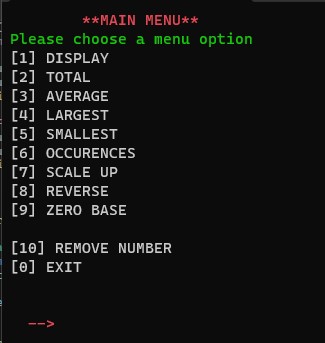 **MAIN MENU**
Please choose a menu option
[1] DISPLAY
[2] TOTAL
[3] AVERAGE
[4] LARGEST
[5] SMALLEST
[6] OCCURENCES
[7] SCALE UP
[8] REVERSE
[9] ZERO BASE
[10] REMOVE NUMBER
[0] EXIT
-->